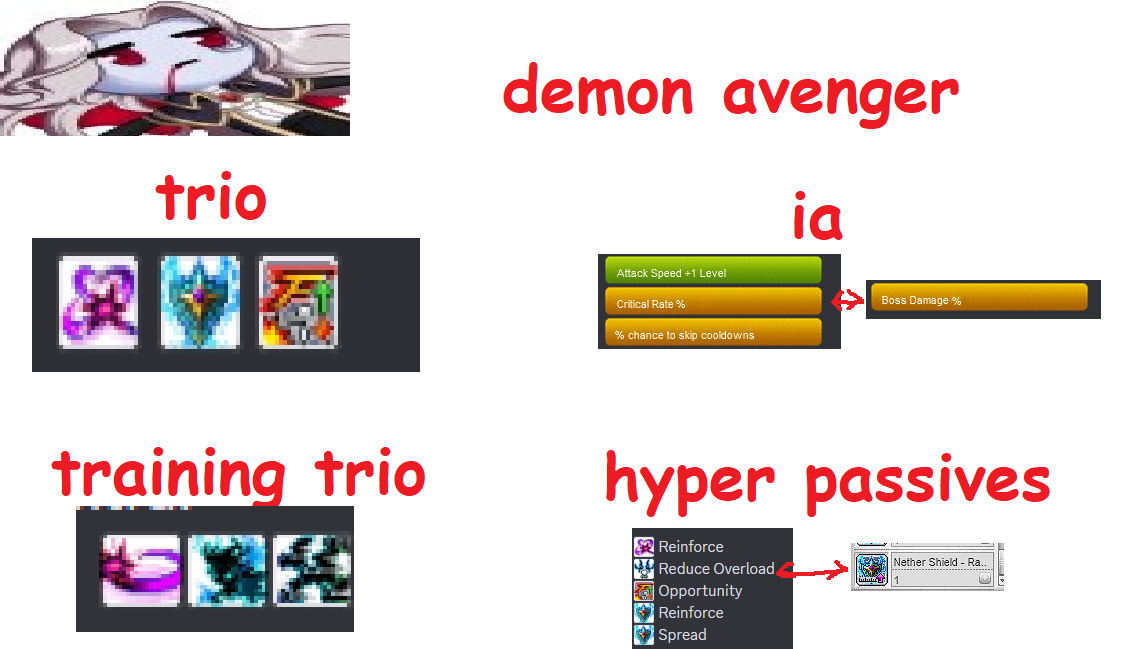 demon avenger
trio
ia
Attack Speed +1 Level
Critical Rate %
% chance to skip cooldowns
Boss Damage %
training trio
hyper passives
Reinforce
Reduce Overload
Opportunity
Reinforce
Spread
Nether Shield - Ra..
1